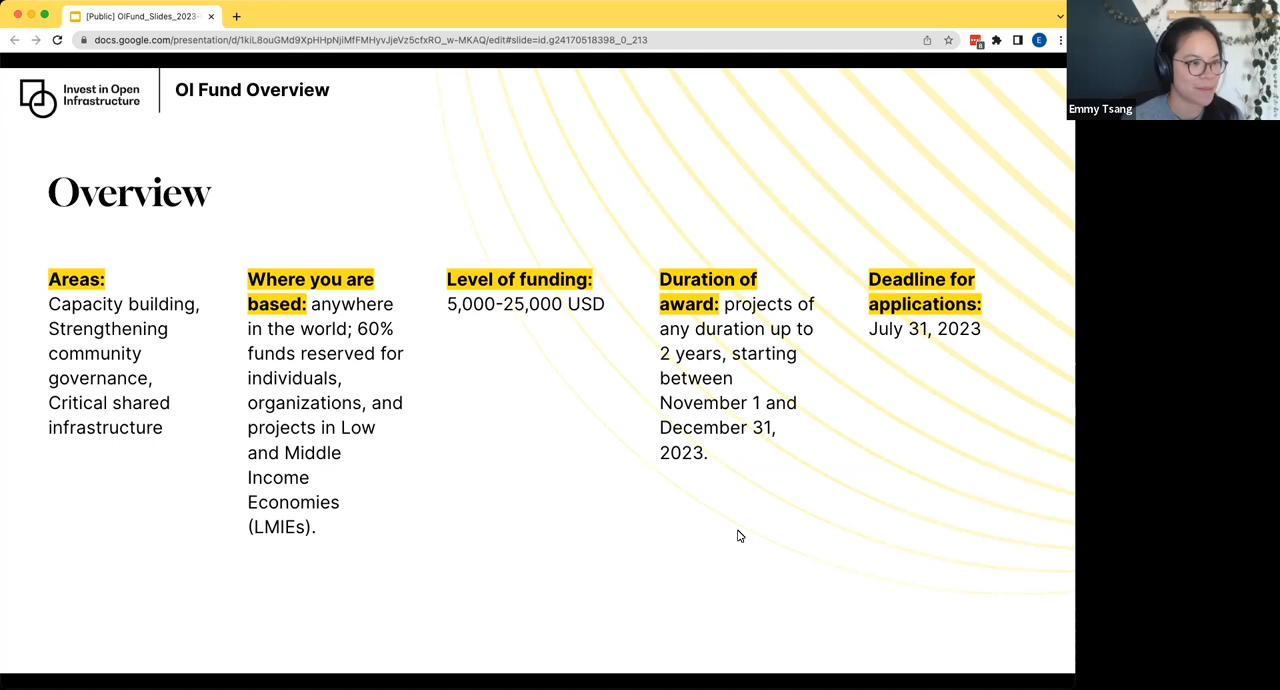 [Public] OIFund_Slides_2023-
docs.google.com/presentation/d/1kiL8ouGMd9XpHHpNjiMfFMHyvJjeVz5cfxRO_w-MKAQ/edit#slide=id.g24170518398_0_213
E
Emmy Tsang
Invest in Open
Infrastructure
OI Fund Overview
Overview
Areas:
Capacity building,
Strengthening
community
governance,
Critical shared
infrastructure
Where you are
based: anywhere
in the world; 60%
funds reserved for
individuals,
organizations, and
projects in Low
and Middle
Income
Economies
(LMIEs).
Level of funding:
5,000-25,000 USD
Duration of
award: projects of
any duration up to
2 years, starting
between
November 1 and
December 31,
2023.
Deadline for
applications:
July 31, 2023